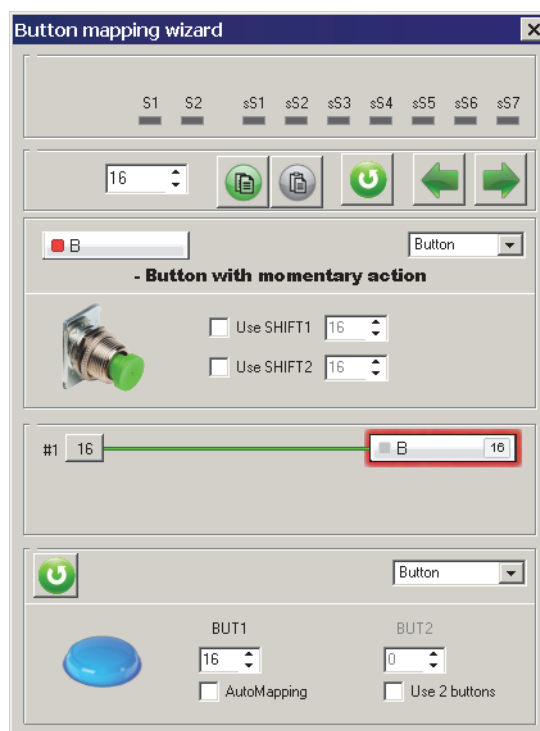 Button mapping wizard
S1 S2 sS1 sS2 sS3 sS4 sS5 sS6 sS7
16
B Button
- Button with momentary action
Use SHIFT1 16
Use SHIFT2 16
#1 16 B 16
Button
BUT1 BUT2
16 0
AutoMapping Use 2 buttons